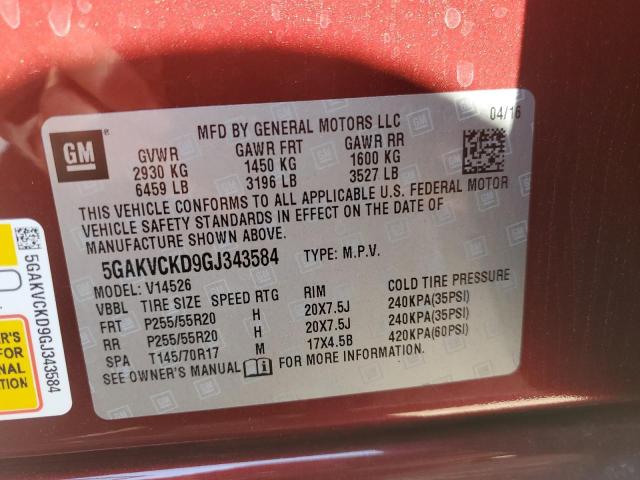 GM
MFD BY GENERAL MOTORS LLC
04/16
GVWR GAWR FRT GAWR RR
2930 KG 1450 KG 1600 KG
6459 LB 3196 LB 3527 LB
THIS VEHICLE CONFORMS TO ALL APPLICABLE U.S. FEDERAL MOTOR
VEHICLE SAFETY STANDARDS IN EFFECT ON THE DATE OF
MANUFACTURE SHOWN ABOVE.
5GAKVCKD9GJ343584 TYPE: M.P.V.
MODEL: V14526
VBBL TIRE SIZE SPEED RTG RIM COLD TIRE PRESSURE
FRT P255/55R20 H 20X7.5J 240KPA(35PSI)
RR P255/55R20 H 20X7.5J 240KPA(35PSI)
SPA T145/70R17 M 17X4.5B 420KPA(60PSI)
SEE OWNER'S MANUAL FOR MORE INFORMATION
5GAKVCKD9GJ343584
ER'S
FOR
ONAL
TION